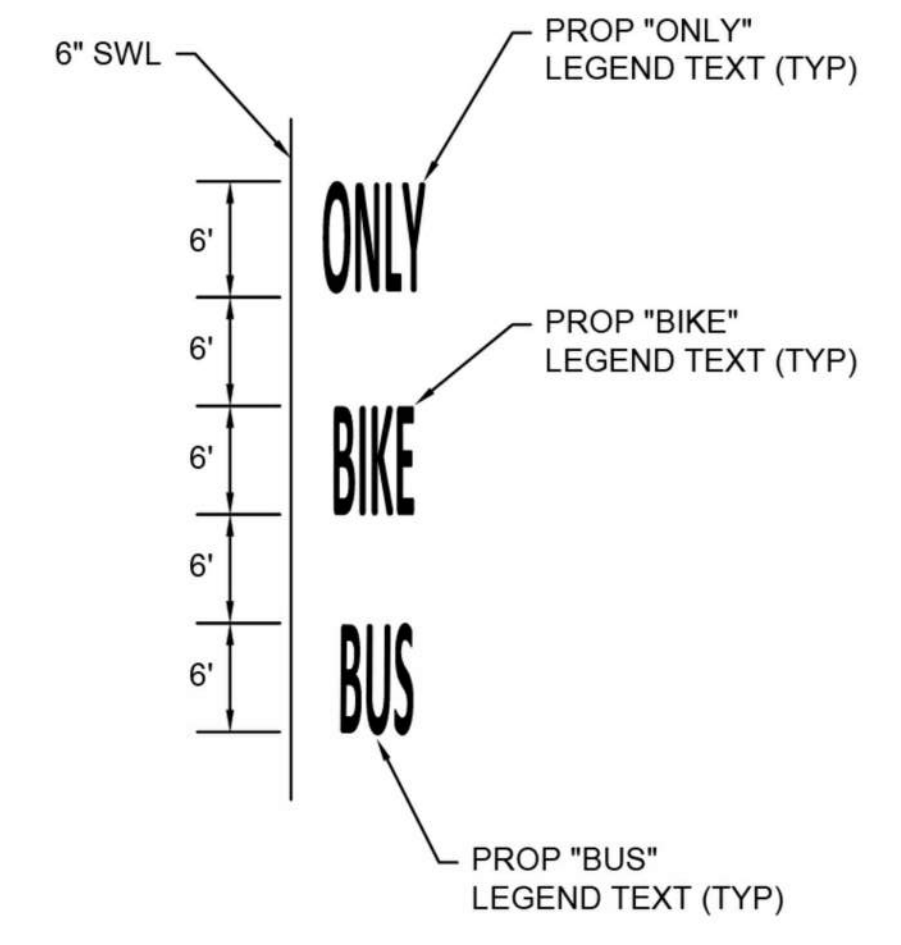 6" SWL
PROP "ONLY"
LEGEND TEXT (TYP)
6'
ONLY
6'
PROP "BIKE"
LEGEND TEXT (TYP)
6'
BIKE
6'
6'
BUS
PROP "BUS"
LEGEND TEXT (TYP)